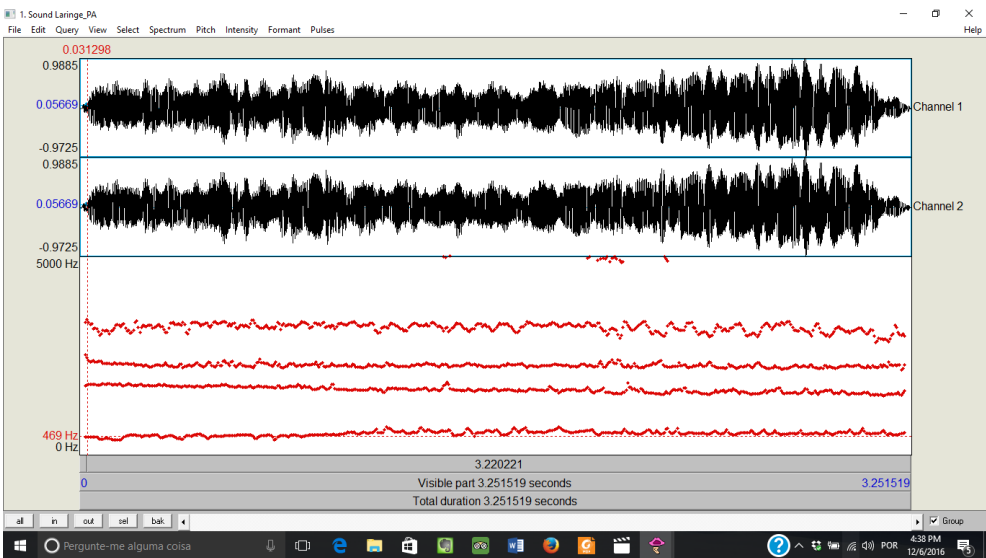 1. Sound Laringe_PA
File Edit Query View Select Spectrum Pitch Intensity Formant Pulses Help
0.031298
0.9885
0.05669
-0.9725
Channel 1
0.9885
0.05669
-0.9725
Channel 2
5000 Hz
469 Hz
0 Hz
3.220221
0 Visible part 3.251519 seconds 3.251519
Total duration 3.251519 seconds
all in out sel bak Group
Pergunte-me alguma coisa POR 4:38 PM
12/6/2016